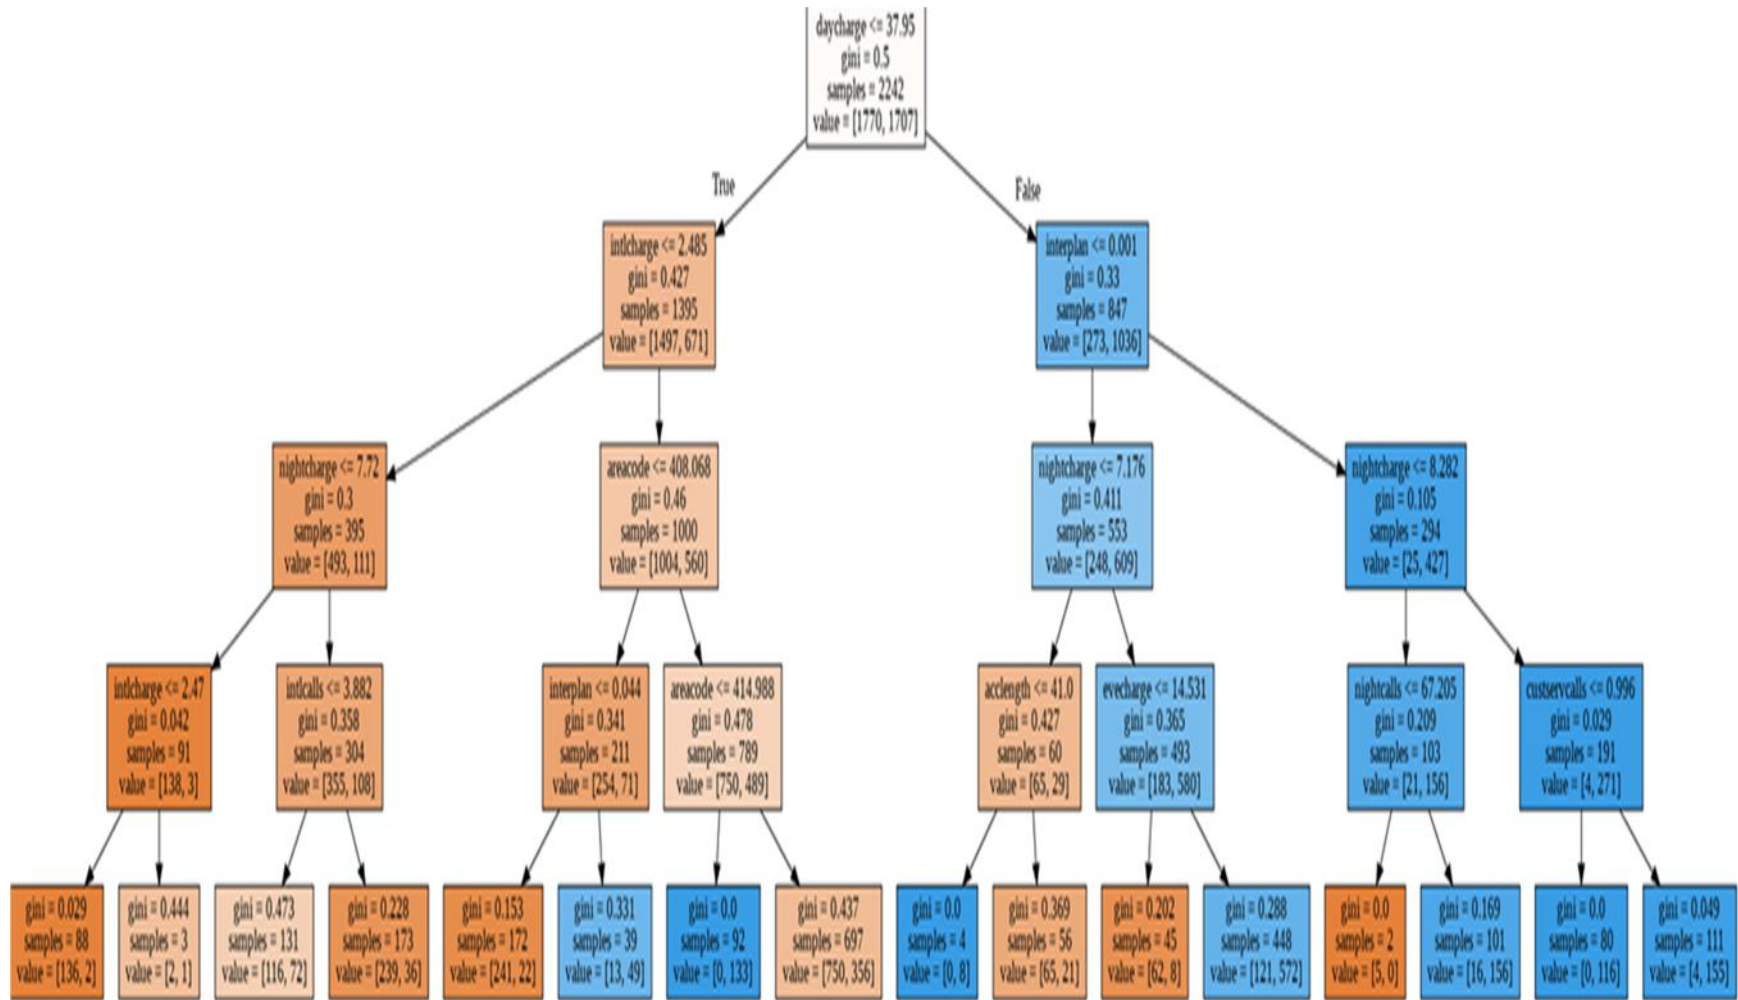 daycharge <= 37.95
gini = 0.5
samples = 2242
value = [1770, 1707]
True
False
intlcharge <= 2.485
gini = 0.427
samples = 1395
value = [1497, 671]
interplan <= 0.001
gini = 0.33
samples = 847
value = [273, 1036]
nightcharge <= 7.72
gini = 0.3
samples = 395
value = [493, 111]
areacode <= 408.068
gini = 0.46
samples = 1000
value = [1004, 560]
nightcharge <= 7.176
gini = 0.411
samples = 553
value = [248, 609]
nightcharge <= 8.282
gini = 0.105
samples = 294
value = [25, 427]
intlcharge <= 2.47
gini = 0.042
samples = 91
value = [138, 3]
intlcalls <= 3.882
gini = 0.358
samples = 304
value = [355, 108]
interplan <= 0.044
gini = 0.341
samples = 211
value = [254, 71]
areacode <= 414.988
gini = 0.478
samples = 789
value = [750, 489]
acclength <= 41.0
gini = 0.427
samples = 60
value = [65, 29]
evecharge <= 14.531
gini = 0.365
samples = 493
value = [183, 580]
nightcalls <= 67.205
gini = 0.209
samples = 103
value = [21, 156]
custservcalls <= 0.996
gini = 0.029
samples = 191
value = [4, 271]
gini = 0.029
samples = 88
value = [136, 2]
gini = 0.444
samples = 3
value = [2, 1]
gini = 0.473
samples = 131
value = [116, 72]
gini = 0.228
samples = 173
value = [239, 36]
gini = 0.153
samples = 172
value = [241, 22]
gini = 0.331
samples = 39
value = [13, 49]
gini = 0.0
samples = 92
value = [0, 133]
gini = 0.437
samples = 697
value = [750, 356]
gini = 0.0
samples = 4
value = [0, 8]
gini = 0.369
samples = 56
value = [65, 21]
gini = 0.202
samples = 45
value = [62, 8]
gini = 0.288
samples = 448
value = [121, 572]
gini = 0.0
samples = 2
value = [5, 0]
gini = 0.169
samples = 101
value = [16, 156]
gini = 0.0
samples = 80
value = [0, 116]
gini = 0.049
samples = 111
value = [4, 155]